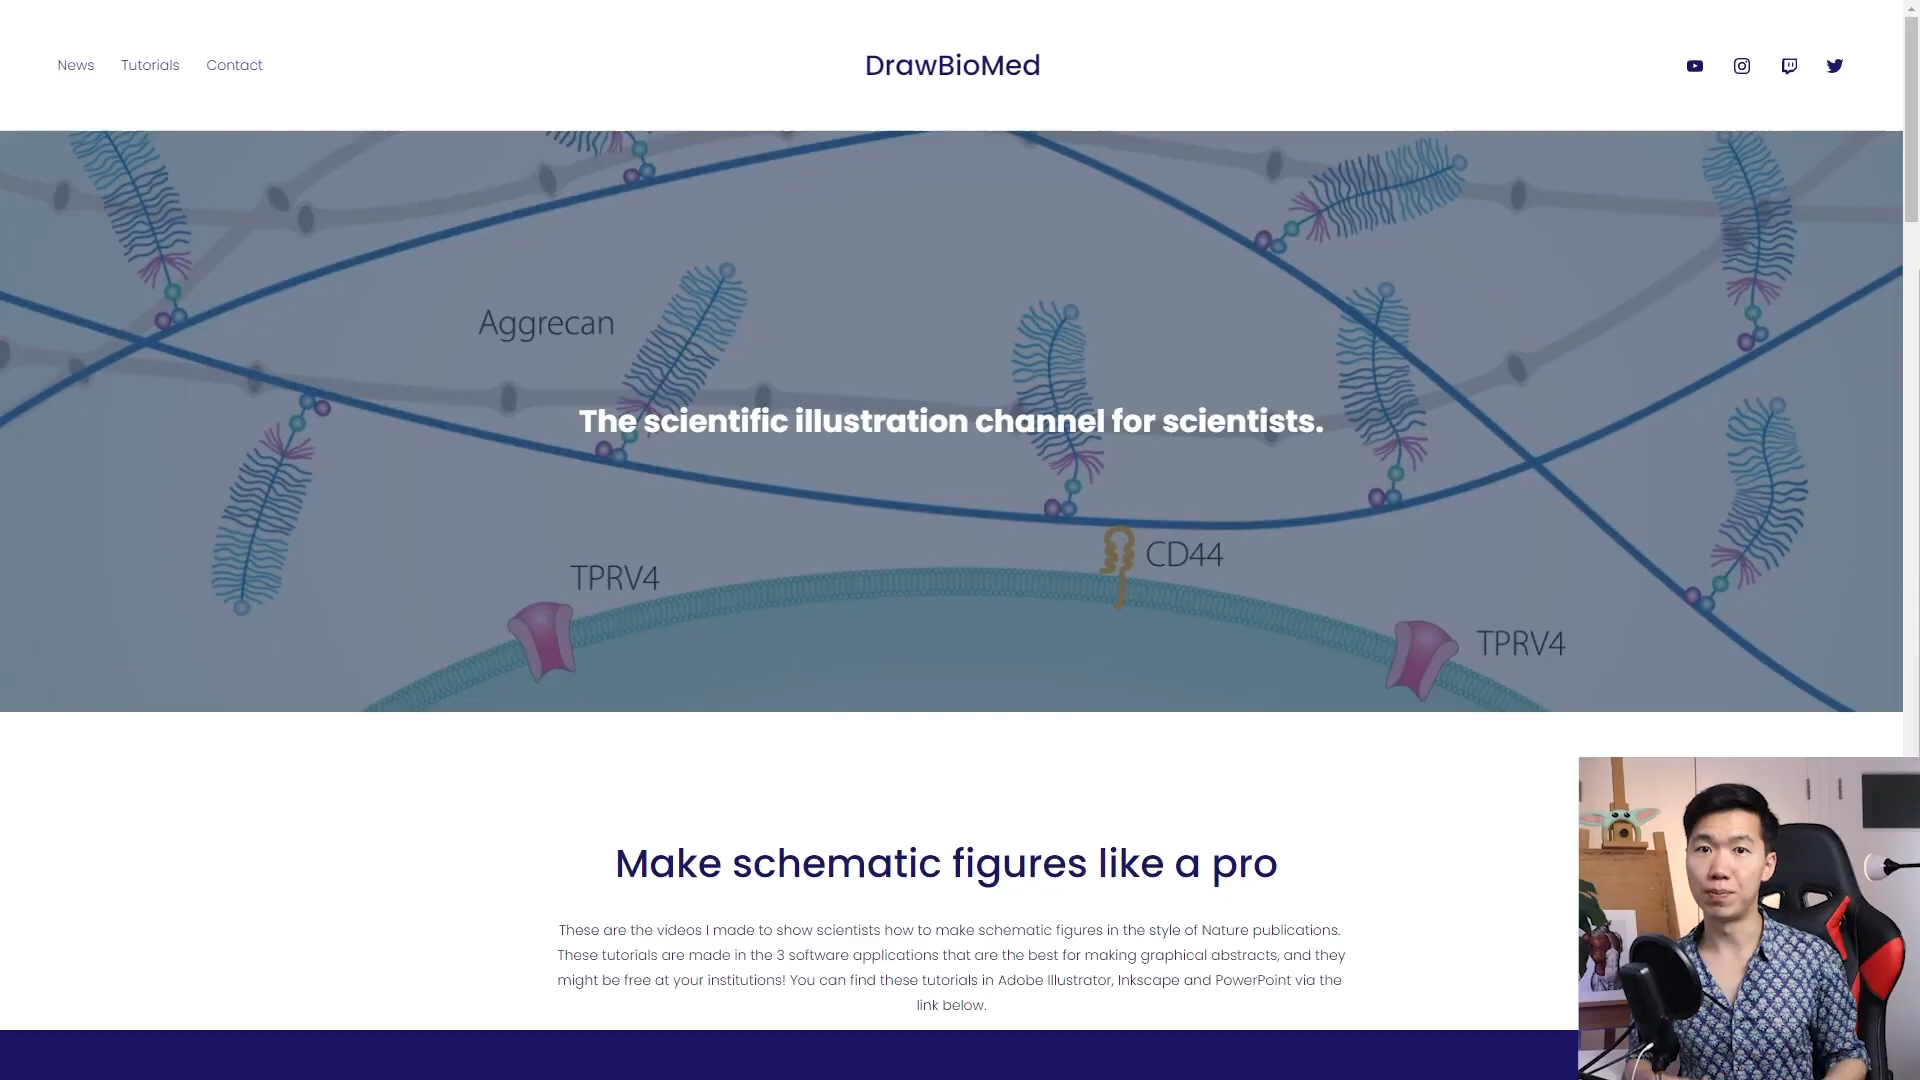 News Tutorials Contact
DrawBioMed
Aggrecan
The scientific illustration channel for scientists.
CD44
TPRV4
TPRV4
Make schematic figures like a pro
These are the videos I made to show scientists how to make schematic figures in the style of Nature publications.
These tutorials are made in the 3 software applications that are the best for making graphical abstracts, and they
might be free at your institutions! You can find these tutorials in Adobe Illustrator, Inkscape and PowerPoint via the
link below.